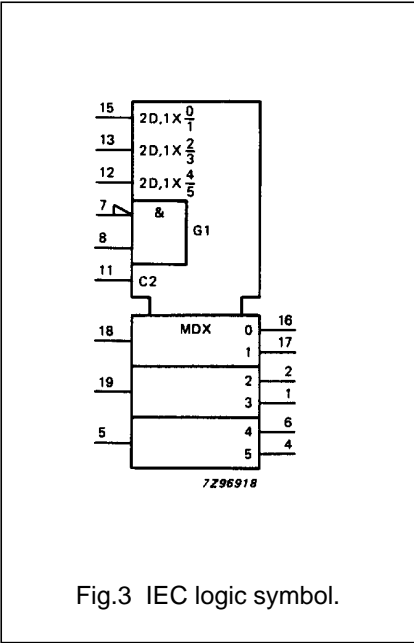 15 2D,1X 0/1
13 2D,1X 2/3
12 2D,1X 4/5
7 &
G1
8
11 C2
18 MDX 0 16
1 17
19 2 2
3 1
5 4 6
5 4
7Z96918
Fig.3 IEC logic symbol.